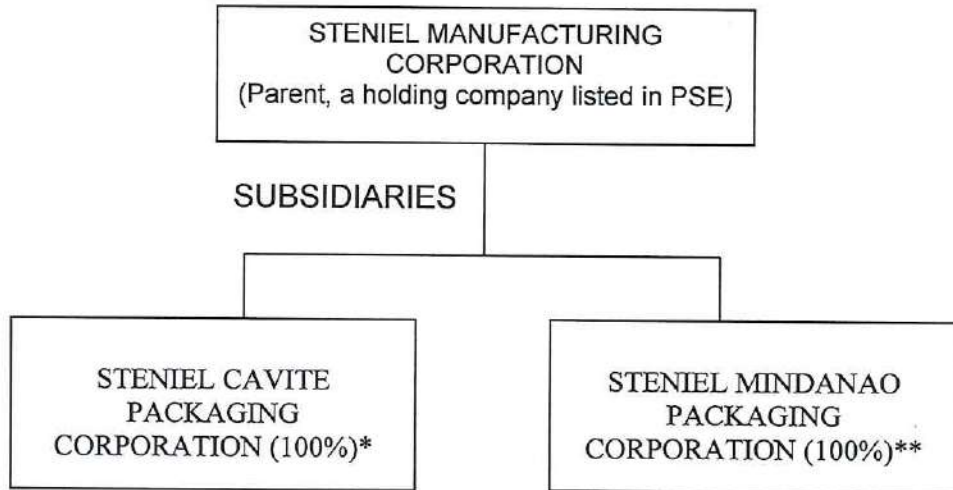 STENIEL MANUFACTURING
CORPORATION
(Parent, a holding company listed in PSE)
SUBSIDIARIES
STENIEL CAVITE
PACKAGING
CORPORATION (100%)*
STENIEL MINDANAO
PACKAGING
CORPORATION (100%)**